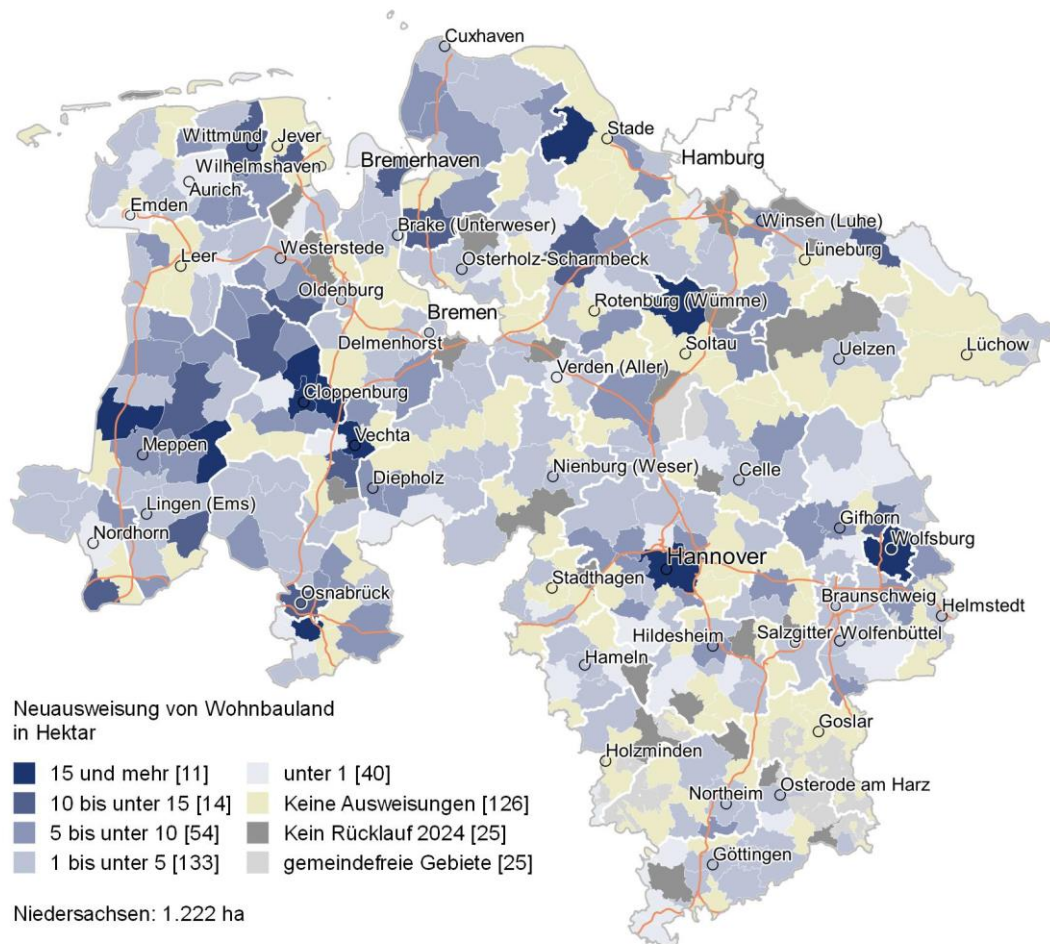 Cuxhaven
Stade
Hamburg
Wittmund
Jever
Bremerhaven
Wilhelmshaven
Aurich
Emden
Brake (Unterweser)
Winsen (Luhe)
Leer
Westerstede
Osterholz-Scharmbeck
Lüneburg
Oldenburg
Rotenburg (Wümme)
Bremen
Delmenhorst
Soltau
Uelzen
Lüchow
Verden (Aller)
Cloppenburg
Vechta
Meppen
Nienburg (Weser)
Celle
Diepholz
Lingen (Ems)
Gifhorn
Nordhorn
Wolfsburg
Hannover
Stadthagen
Osnabrück
Braunschweig
Helmstedt
Hildesheim
Salzgitter
Wolfenbüttel
Hameln
Goslar
Holzminden
Northeim
Osterode am Harz
Göttingen
Neuausweisung von Wohnbauland
in Hektar
15 und mehr [11]
10 bis unter 15 [14]
5 bis unter 10 [54]
1 bis unter 5 [133]
unter 1 [40]
Keine Ausweisungen [126]
Kein Rücklauf 2024 [25]
gemeindefreie Gebiete [25]
Niedersachsen: 1.222 ha